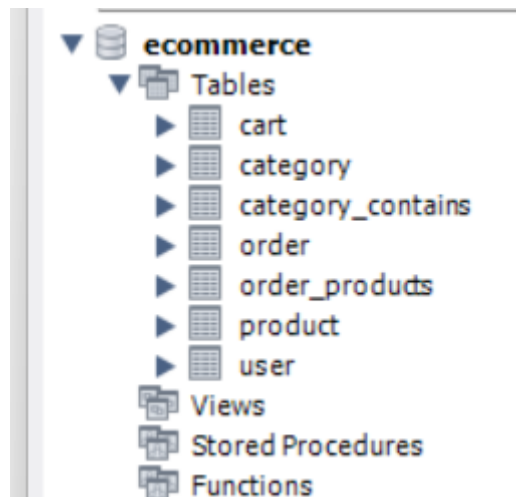 ecommerce
Tables
cart
category
category_contains
order
order_products
product
user
Views
Stored Procedures
Functions